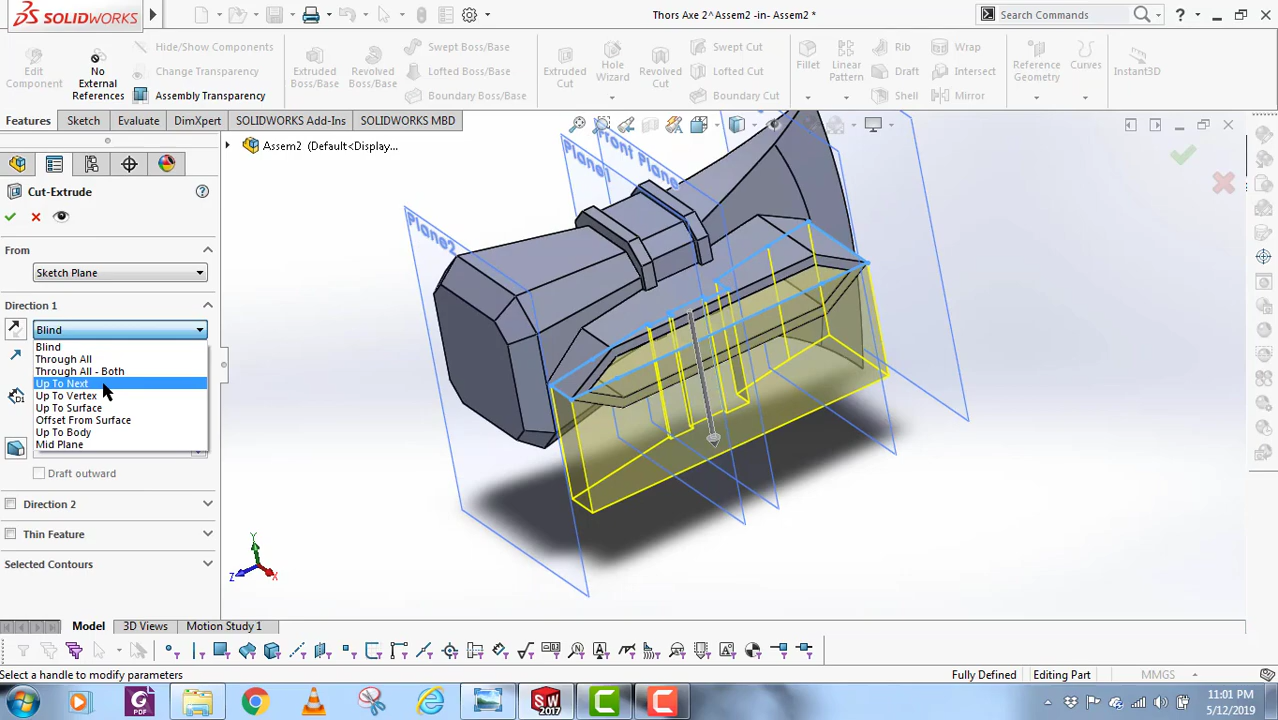 SOLIDWORKS
Thors Axe 2^Assem2 -in- Assem2 *
Search Commands
?
Edit Component
No External References
Hide/Show Components
Change Transparency
Assembly Transparency
Extruded Boss/Base
Revolved Boss/Base
Swept Boss/Base
Lofted Boss/Base
Boundary Boss/Base
Extruded Cut
Hole Wizard
Revolved Cut
Swept Cut
Lofted Cut
Boundary Cut
Fillet
Linear Pattern
Rib
Draft
Shell
Wrap
Intersect
Mirror
Reference Geometry
Curves
Instant3D
Features
Sketch
Evaluate
DimXpert
SOLIDWORKS Add-Ins
SOLIDWORKS MBD
Assem2 (Default<Display...
Cut-Extrude
From
Sketch Plane
Direction 1
Blind
Blind
Through All
Through All - Both
Up To Next
Up To Vertex
Up To Surface
Offset From Surface
Up To Body
Mid Plane
Draft outward
Direction 2
Thin Feature
Selected Contours
Front Plane
Plane1
Plane2
Y
Z
X
Model
3D Views
Motion Study 1
Select a handle to modify parameters
Fully Defined
Editing Part
MMGS
PDF
SW
2017
11:01 PM
5/12/2019